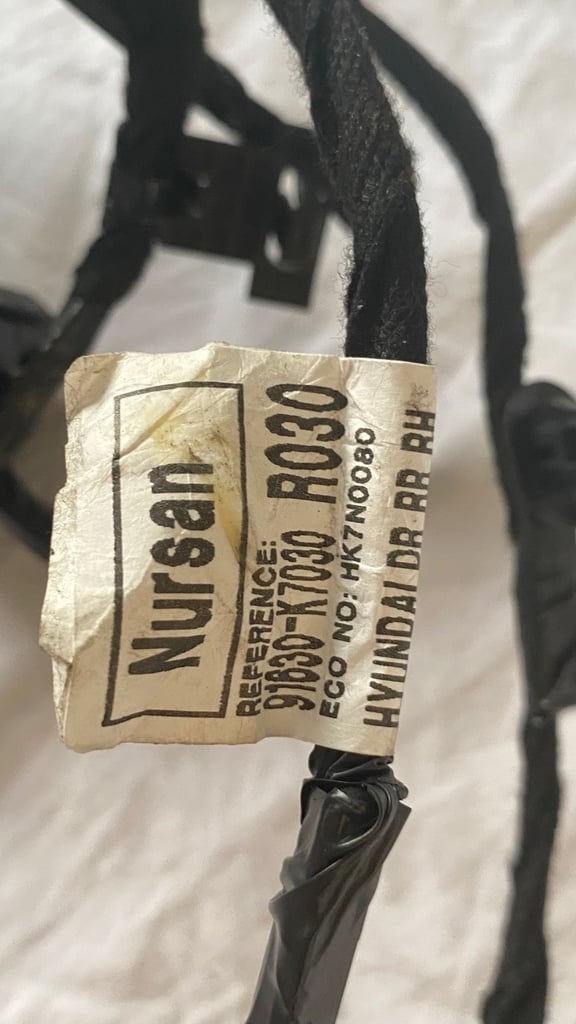 Nursan
REFERENCE:
91630-K7030 R030
ECO NO: HK7N0080
HYUNDAI DR RR RH